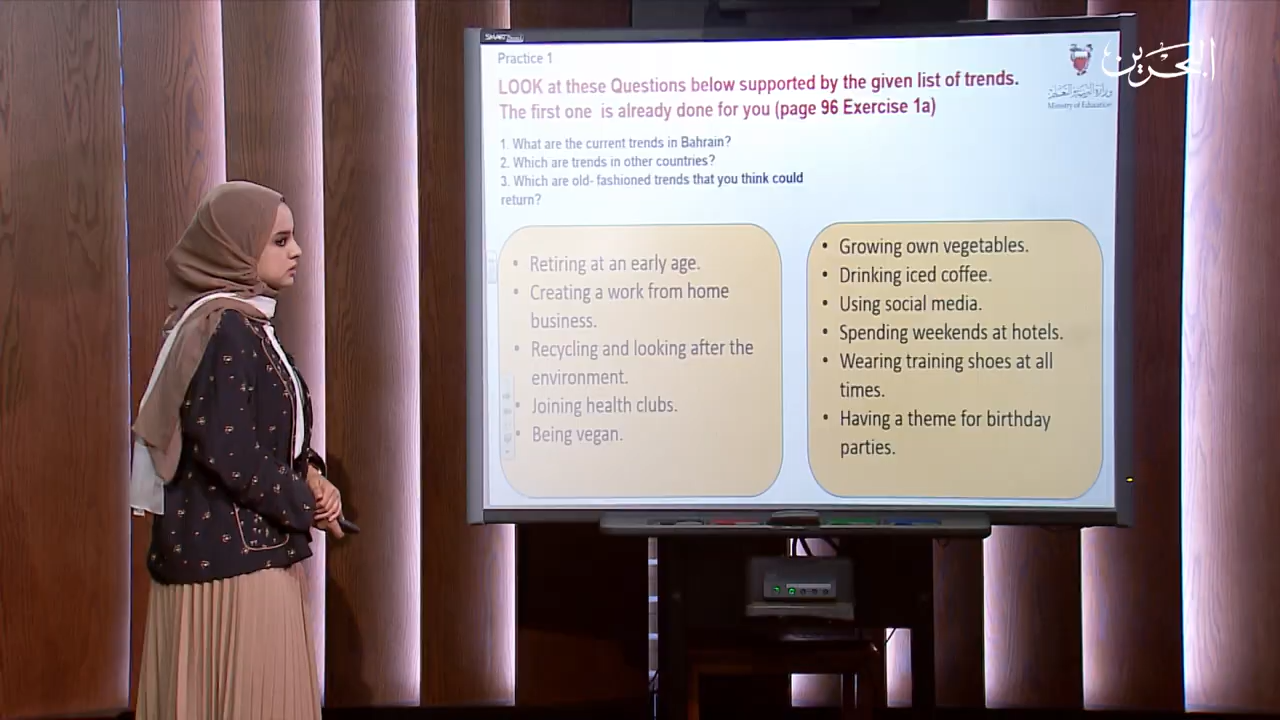 SMART
Practice 1
LOOK at these Questions below supported by the given list of trends.
The first one is already done for you (page 96 Exercise 1a)
1. What are the current trends in Bahrain?
2. Which are trends in other countries?
3. Which are old- fashioned trends that you think could
return?
• Retiring at an early age.
• Creating a work from home
business.
• Recycling and looking after the
environment.
• Joining health clubs.
• Being vegan.
• Growing own vegetables.
• Drinking iced coffee.
• Using social media.
• Spending weekends at hotels.
• Wearing training shoes at all
times.
• Having a theme for birthday
parties.
البحرين
وزارة التربية والتعليم
Ministry of Education